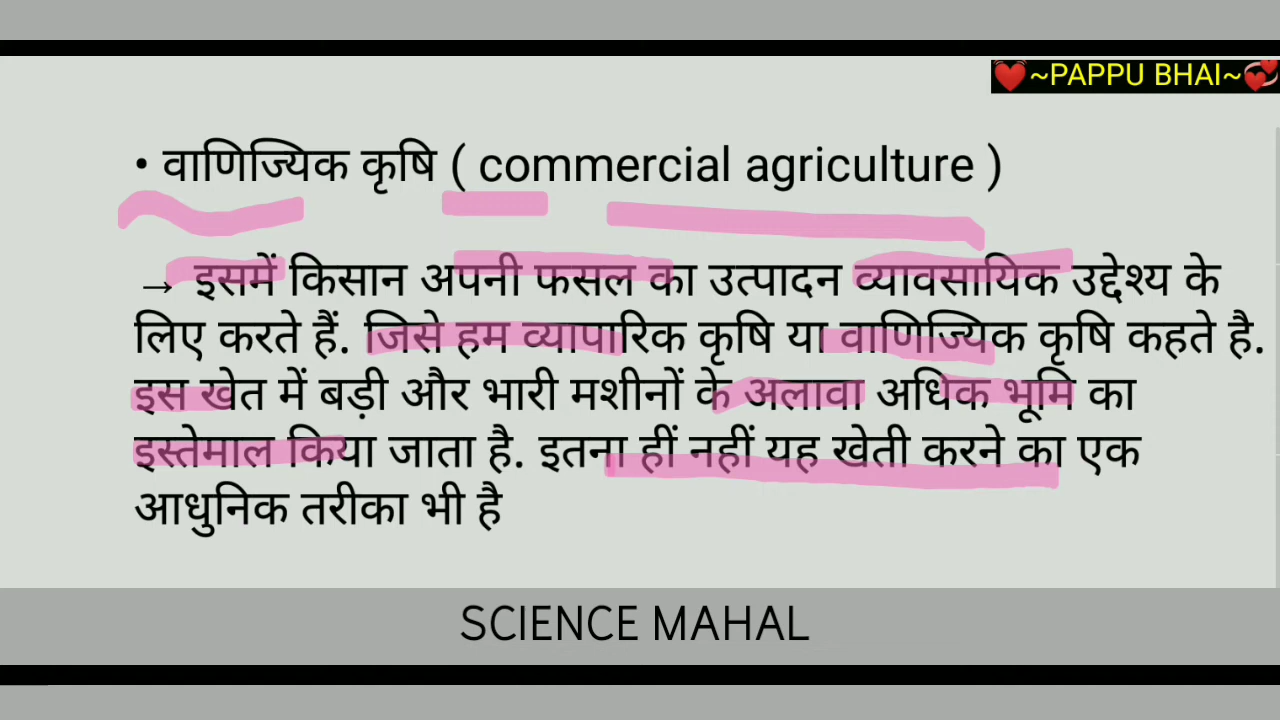 ❤️~PAPPU BHAI~💞
• वाणिज्यिक कृषि ( commercial agriculture )
→ इसमें किसान अपनी फसल का उत्पादन व्यावसायिक उद्देश्य के
लिए करते हैं. जिसे हम व्यापारिक कृषि या वाणिज्यिक कृषि कहते है.
इस खेत में बड़ी और भारी मशीनों के अलावा अधिक भूमि का
इस्तेमाल किया जाता है. इतना हीं नहीं यह खेती करने का एक
आधुनिक तरीका भी है
SCIENCE MAHAL